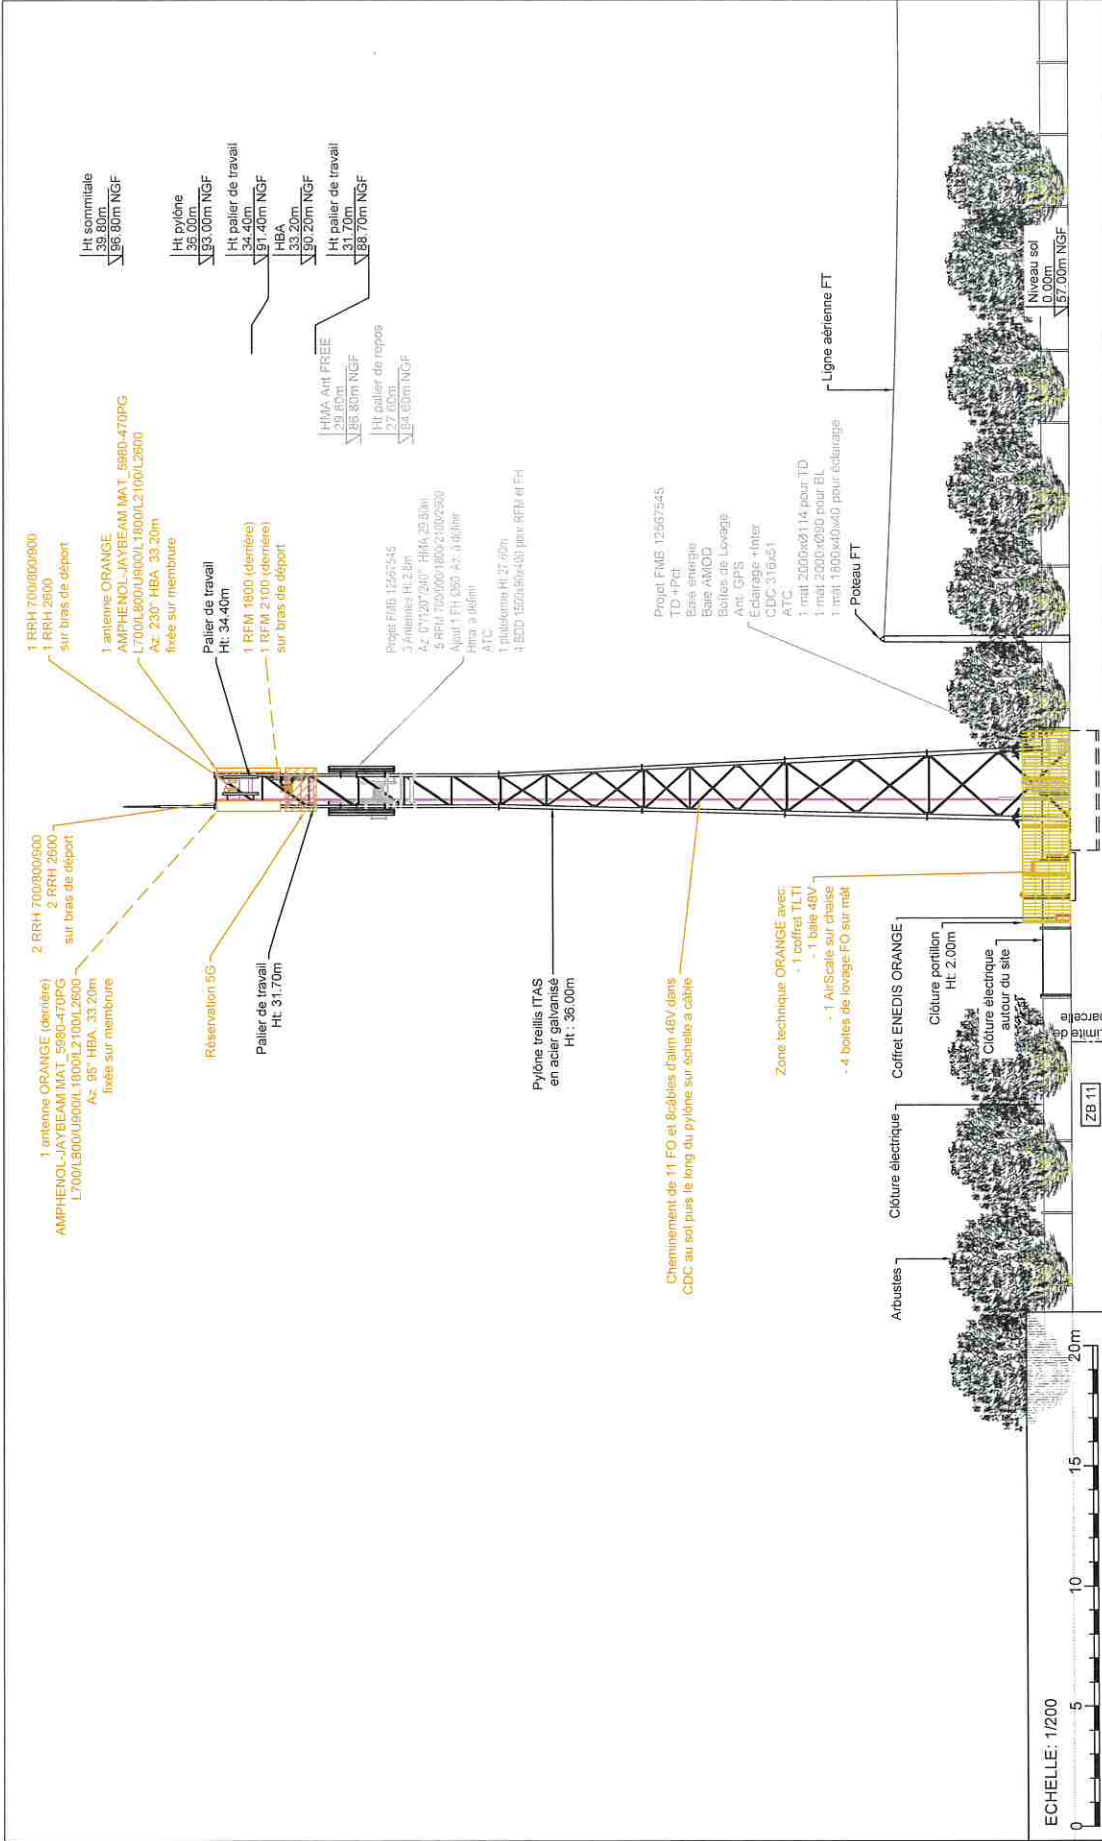 1 antenne ORANGE (derrière)
AMPHENOL-JAYBEAM MAT_5980-470PG
L700/L800/U900/L1800/L2100/L2600
Az: 95° HBA: 33.20m
fixée sur membrure
2 RRH 700/800/900
2 RRH 2600
sur bras de déport
1 RRH 700/800/900
1 RRH 2600
sur bras de déport
1 antenne ORANGE
AMPHENOL-JAYBEAM MAT_5980-470PG
L700/L800/U900/L1800/L2100/L2600
Az: 230° HBA: 33.20m
fixée sur membrure
Palier de travail
Ht: 34.40m
1 RFM 1800 (derrière)
1 RFM 2100 (derrière)
sur bras de déport
Ht sommitale
39.80m
96.80m NGF
Ht pylône
36.00m
93.00m NGF
Ht palier de travail
34.40m
91.40m NGF
HBA
33.20m
90.20m NGF
Ht palier de travail
31.70m
88.70m NGF
HMA Ant FREE
29.80m
86.80m NGF
Ht palier de repos
27.60m
84.60m NGF
Réservation 5G
Palier de travail
Ht: 31.70m
Projet FMB 12567545
3 Antennes Ht.2.8m
Az: 0°/120°/240° HMA 29.80m
5 RFM 700/900/1800/2100/2600
Ajout 1 FH Az. à définir
Hma à définir
ATC
1 plateforme Ht 27.60m
pour RFM et FH
Pylône treillis ITAS
en acier galvanisé
Ht : 36.00m
Projet FMB 12567545
TD +Pct
Baie energie
Baie AMOD
Boites de Lovage
Ant. GPS
Eclairage +Inter
CDC 316x51
ATC
1 mât 2000xØ114 pour TD
1 mât 2000xØ90 pour BL
1 mât 1800x40x40 pour éclairage
Cheminement de 11 FO et 8câbles d'alim 48V dans
CDC au sol puis le long du pylône sur échelle à câble
Zone technique ORANGE avec:
- 1 coffret TLTI
- 1 baie 48V
- 1 AirScale sur chaise
- 4 boites de lovage FO sur mât
Poteau FT
Ligne aérienne FT
Arbustes
Clôture électrique
Coffret ENEDIS ORANGE
Clôture portillon
Ht: 2.00m
Clôture électrique
autour du site
Niveau sol
0.00m
57.00m NGF
Limite de
parcelle
ZB 11
ECHELLE: 1/200
0 5 10 15 20m